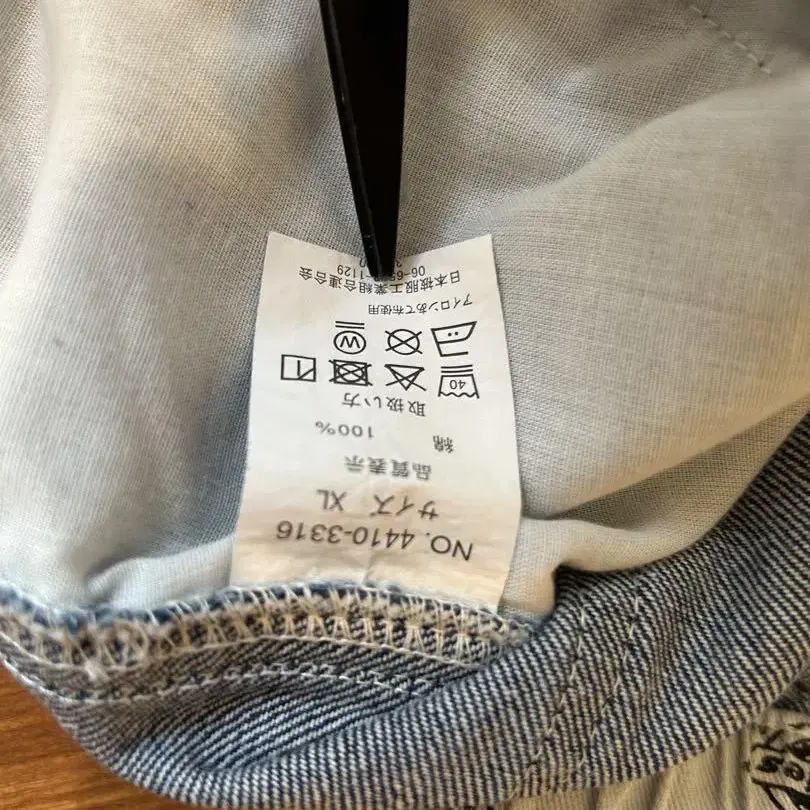 NO. 4410-3316
サイズ XL
品質表示
綿 100%
取扱い方
40
W
アイロンあて布使用
日本被服工業組合連合会